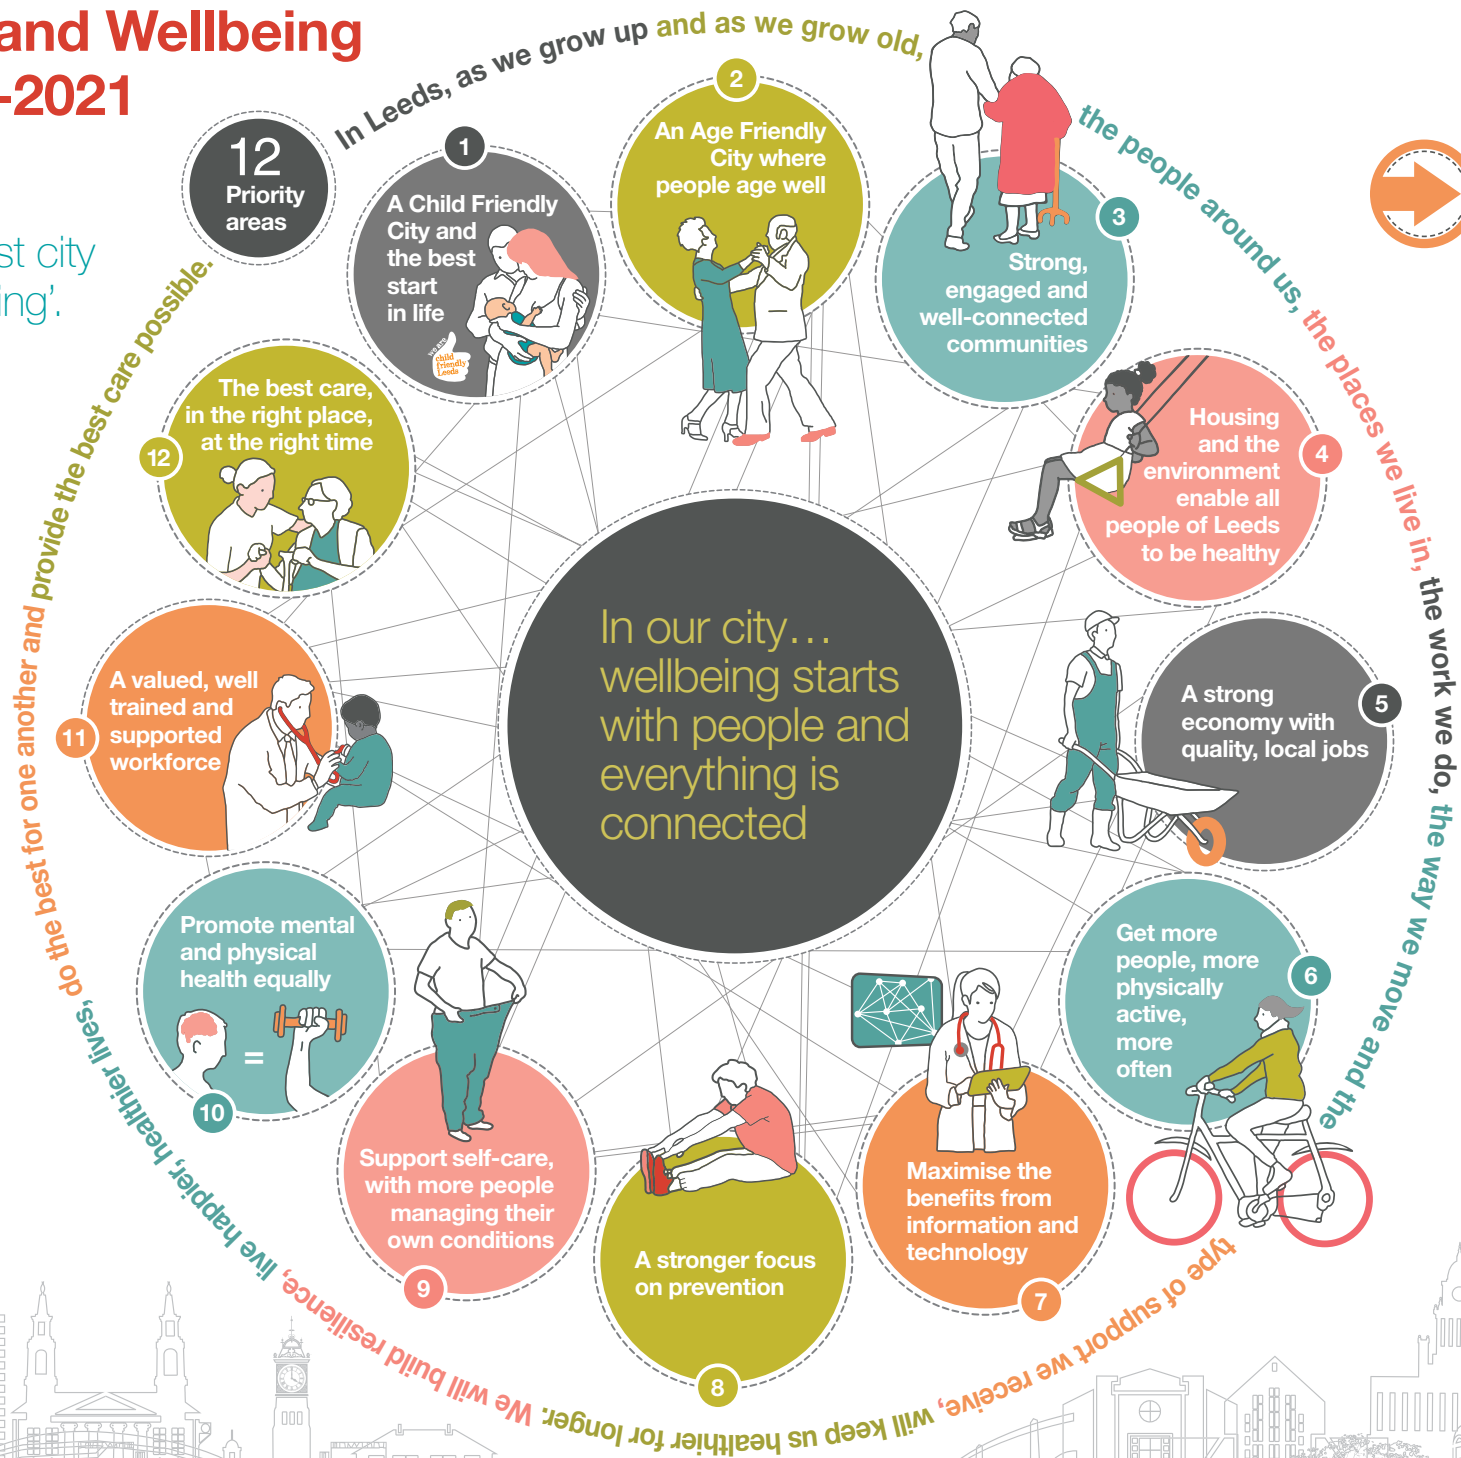 and Wellbeing
-2021
st city
ing’.
12
Priority
areas
In Leeds, as we grow up and as we grow old, the people around us, the places we live in, the work we do, the way we move and the type of support we receive, will keep us healthier for longer. We will build resilience, live happier, healthier lives, do the best for one another and provide the best care possible.
1
A Child Friendly
City and
the best
start
in life
we are
child
friendly
Leeds
2
An Age Friendly
City where
people age well
3
Strong,
engaged and
well-connected
communities
4
Housing
and the
environment
enable all
people of Leeds
to be healthy
5
A strong
economy with
quality, local jobs
6
Get more
people, more
physically
active,
more
often
7
Maximise the
benefits from
information and
technology
8
A stronger focus
on prevention
9
Support self-care,
with more people
managing their
own conditions
10
Promote mental
and physical
health equally
=
11
A valued, well
trained and
supported
workforce
12
The best care,
in the right place,
at the right time
In our city…
wellbeing starts
with people and
everything is
connected